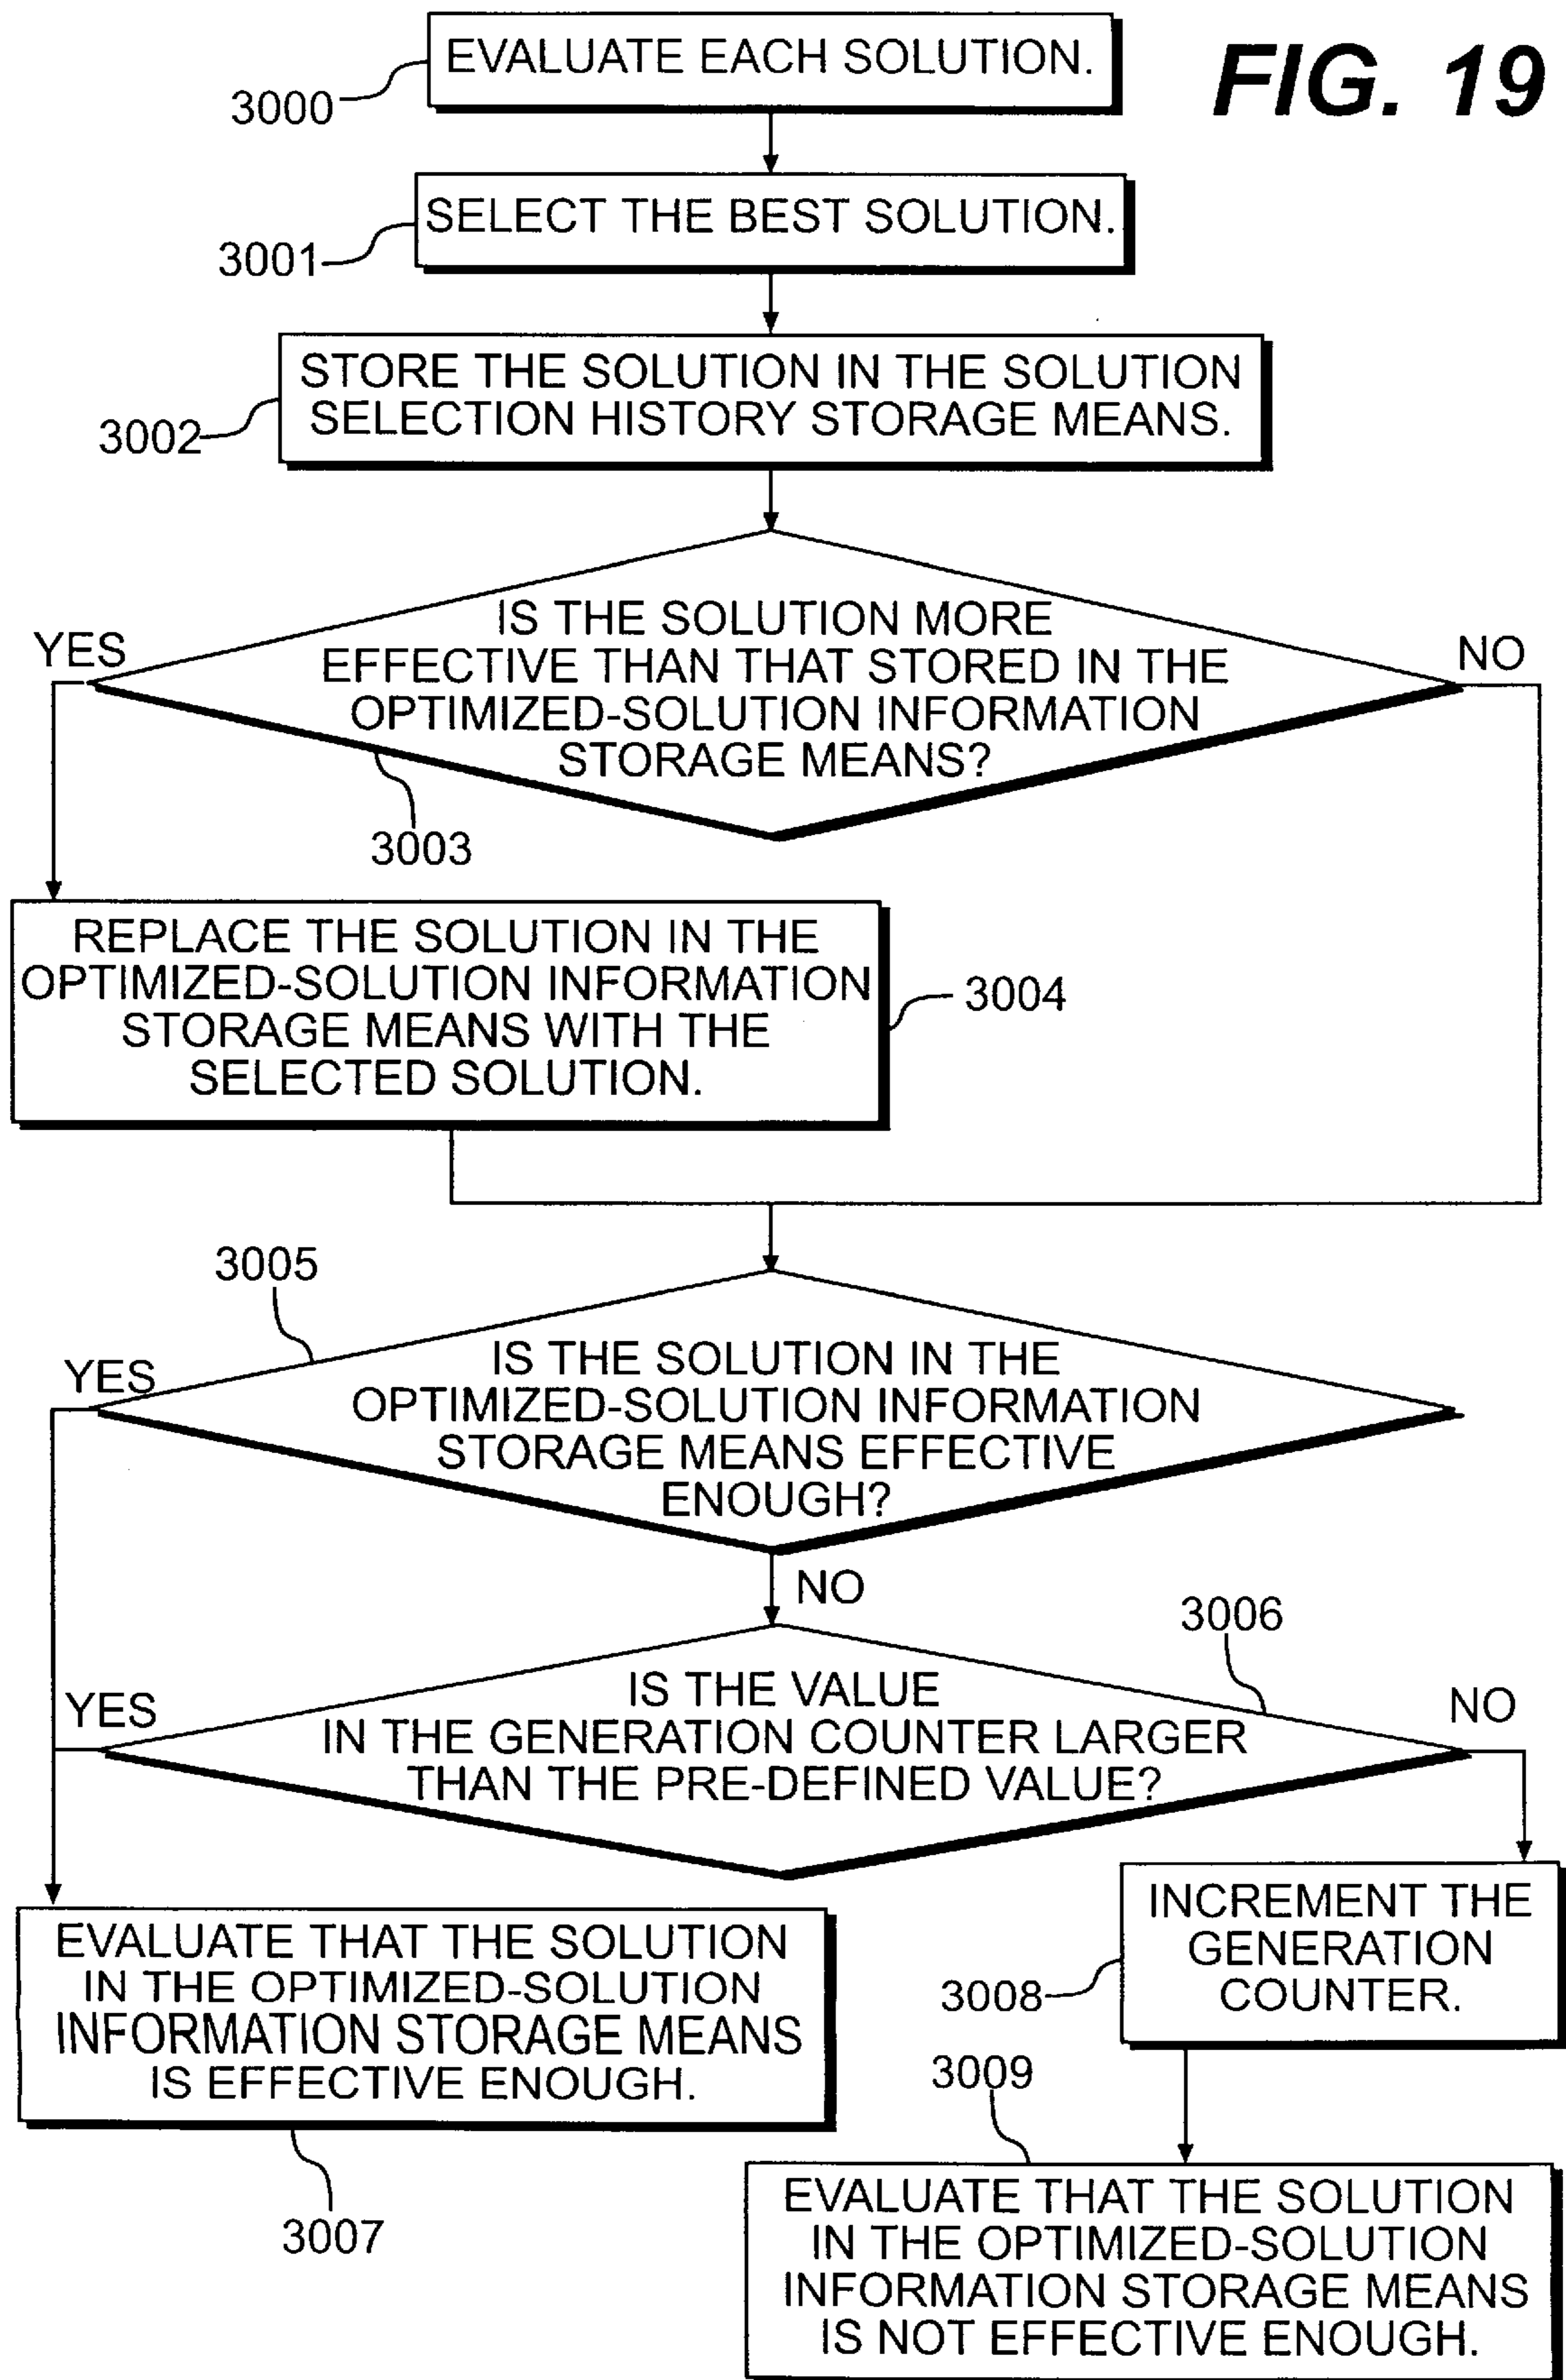 FIG. 19
EVALUATE EACH SOLUTION.
3000
SELECT THE BEST SOLUTION.
3001
STORE THE SOLUTION IN THE SOLUTION
SELECTION HISTORY STORAGE MEANS.
3002
IS THE SOLUTION MORE
EFFECTIVE THAN THAT STORED IN THE
OPTIMIZED-SOLUTION INFORMATION
STORAGE MEANS?
YES
NO
3003
REPLACE THE SOLUTION IN THE
OPTIMIZED-SOLUTION INFORMATION
STORAGE MEANS WITH THE
SELECTED SOLUTION.
3004
3005
YES
IS THE SOLUTION IN THE
OPTIMIZED-SOLUTION INFORMATION
STORAGE MEANS EFFECTIVE
ENOUGH?
NO
3006
YES
IS THE VALUE
IN THE GENERATION COUNTER LARGER
THAN THE PRE-DEFINED VALUE?
NO
EVALUATE THAT THE SOLUTION
IN THE OPTIMIZED-SOLUTION
INFORMATION STORAGE MEANS
IS EFFECTIVE ENOUGH.
3007
INCREMENT THE
GENERATION
COUNTER.
3008
3009
EVALUATE THAT THE SOLUTION
IN THE OPTIMIZED-SOLUTION
INFORMATION STORAGE MEANS
IS NOT EFFECTIVE ENOUGH.